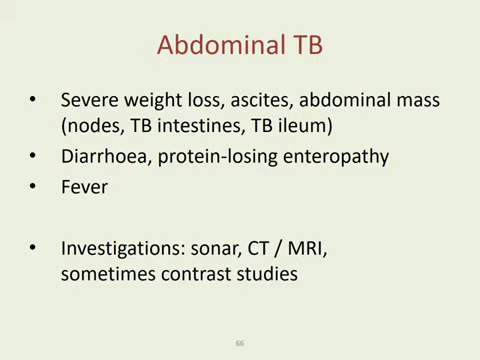 Abdominal TB
• Severe weight loss, ascites, abdominal mass
(nodes, TB intestines, TB ileum)
• Diarrhoea, protein-losing enteropathy
• Fever
• Investigations: sonar, CT / MRI,
sometimes contrast studies
66